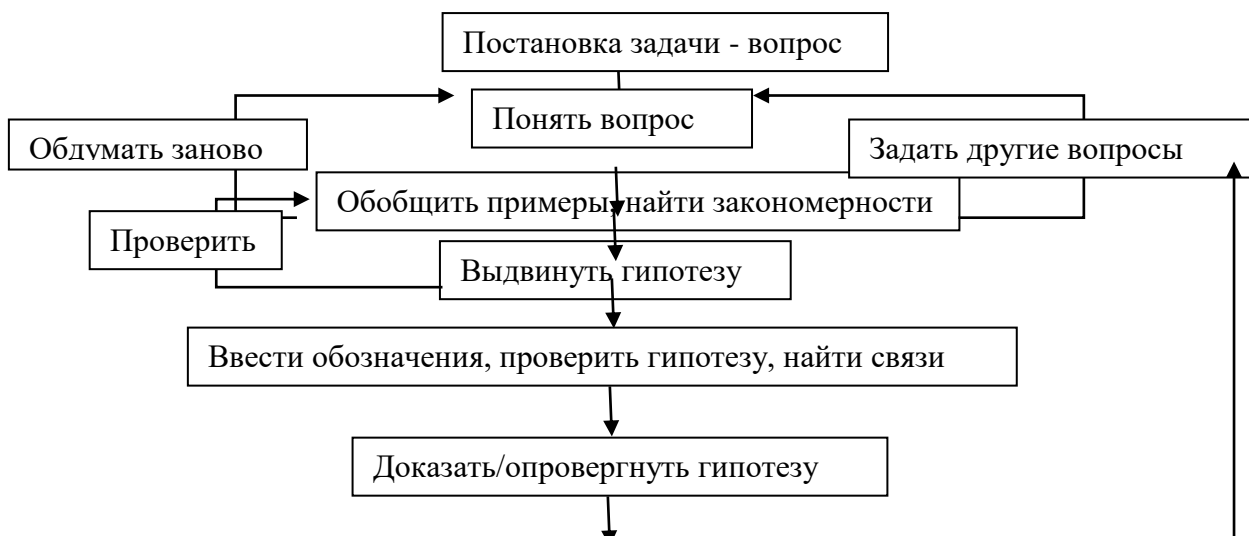 Постановка задачи - вопрос
Понять вопрос
Обдумать заново
Задать другие вопросы
Обобщить примеры, найти закономерности
Проверить
Выдвинуть гипотезу
Ввести обозначения, проверить гипотезу, найти связи
Доказать/опровергнуть гипотезу